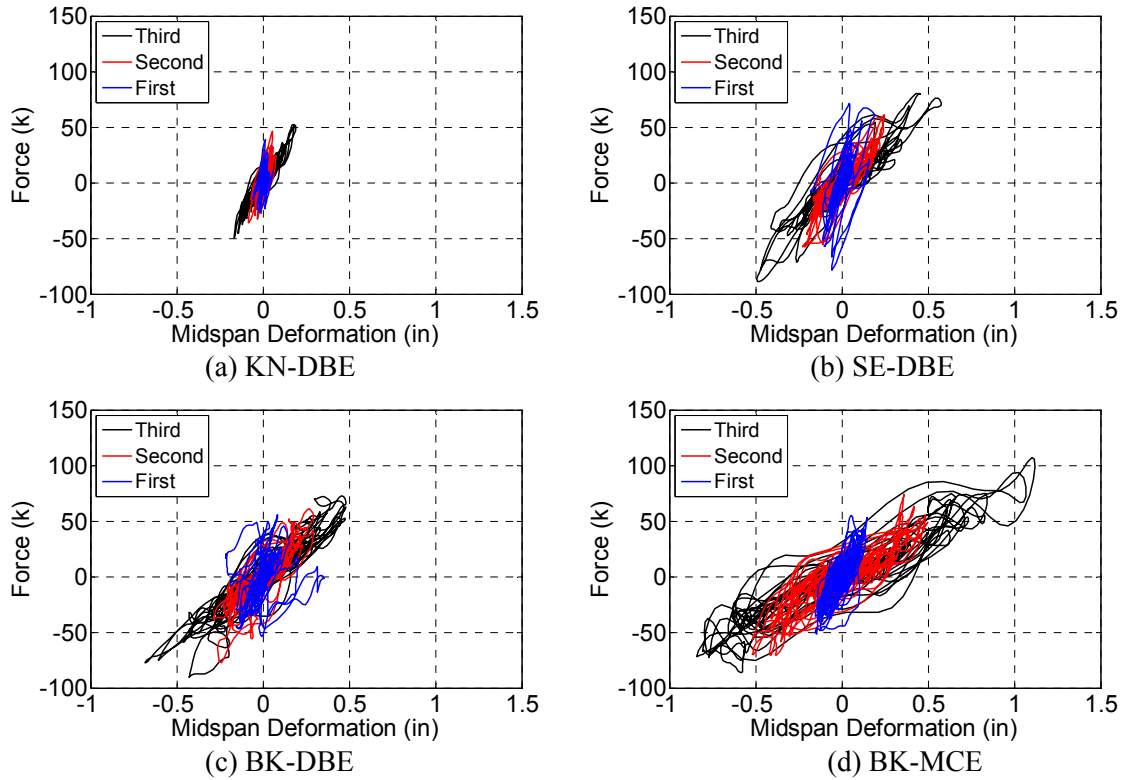 150
Third
Second
First
100
50
0
-50
-100
Force (k)
-1 -0.5 0 0.5 1 1.5
Midspan Deformation (in)
(a) KN-DBE
150
Third
Second
First
100
50
0
-50
-100
Force (k)
-1 -0.5 0 0.5 1 1.5
Midspan Deformation (in)
(b) SE-DBE
150
Third
Second
First
100
50
0
-50
-100
Force (k)
-1 -0.5 0 0.5 1 1.5
Midspan Deformation (in)
(c) BK-DBE
150
Third
Second
First
100
50
0
-50
-100
Force (k)
-1 -0.5 0 0.5 1 1.5
Midspan Deformation (in)
(d) BK-MCE